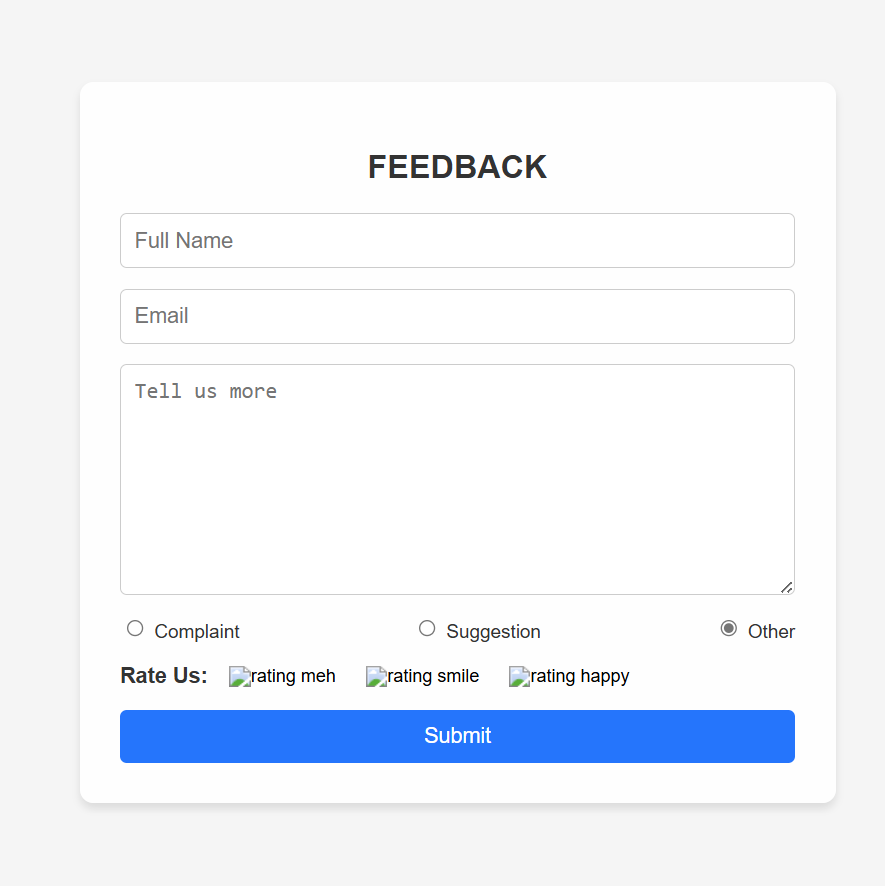 FEEDBACK
Full Name
Email
Tell us more
Complaint Suggestion Other
Rate Us: rating meh rating smile rating happy
Submit